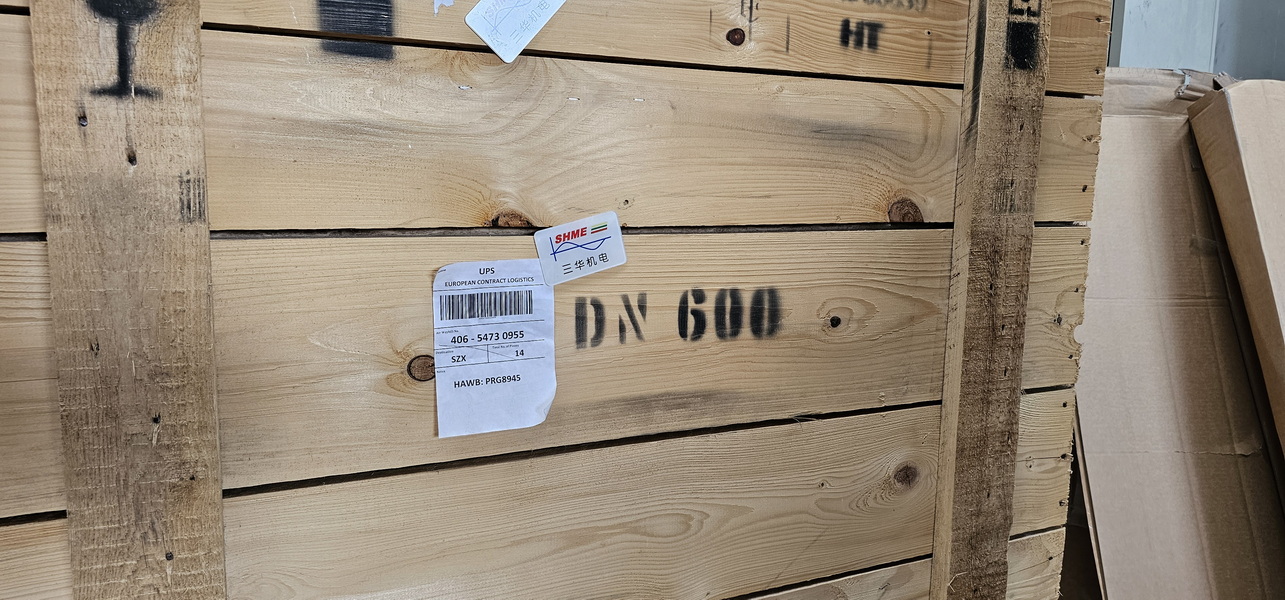 HT
SHME
三华机电
UPS
EUROPEAN CONTRACT LOGISTICS
406 - 5473 0955
SZX
14
HAWB: PRG8945
DN 600